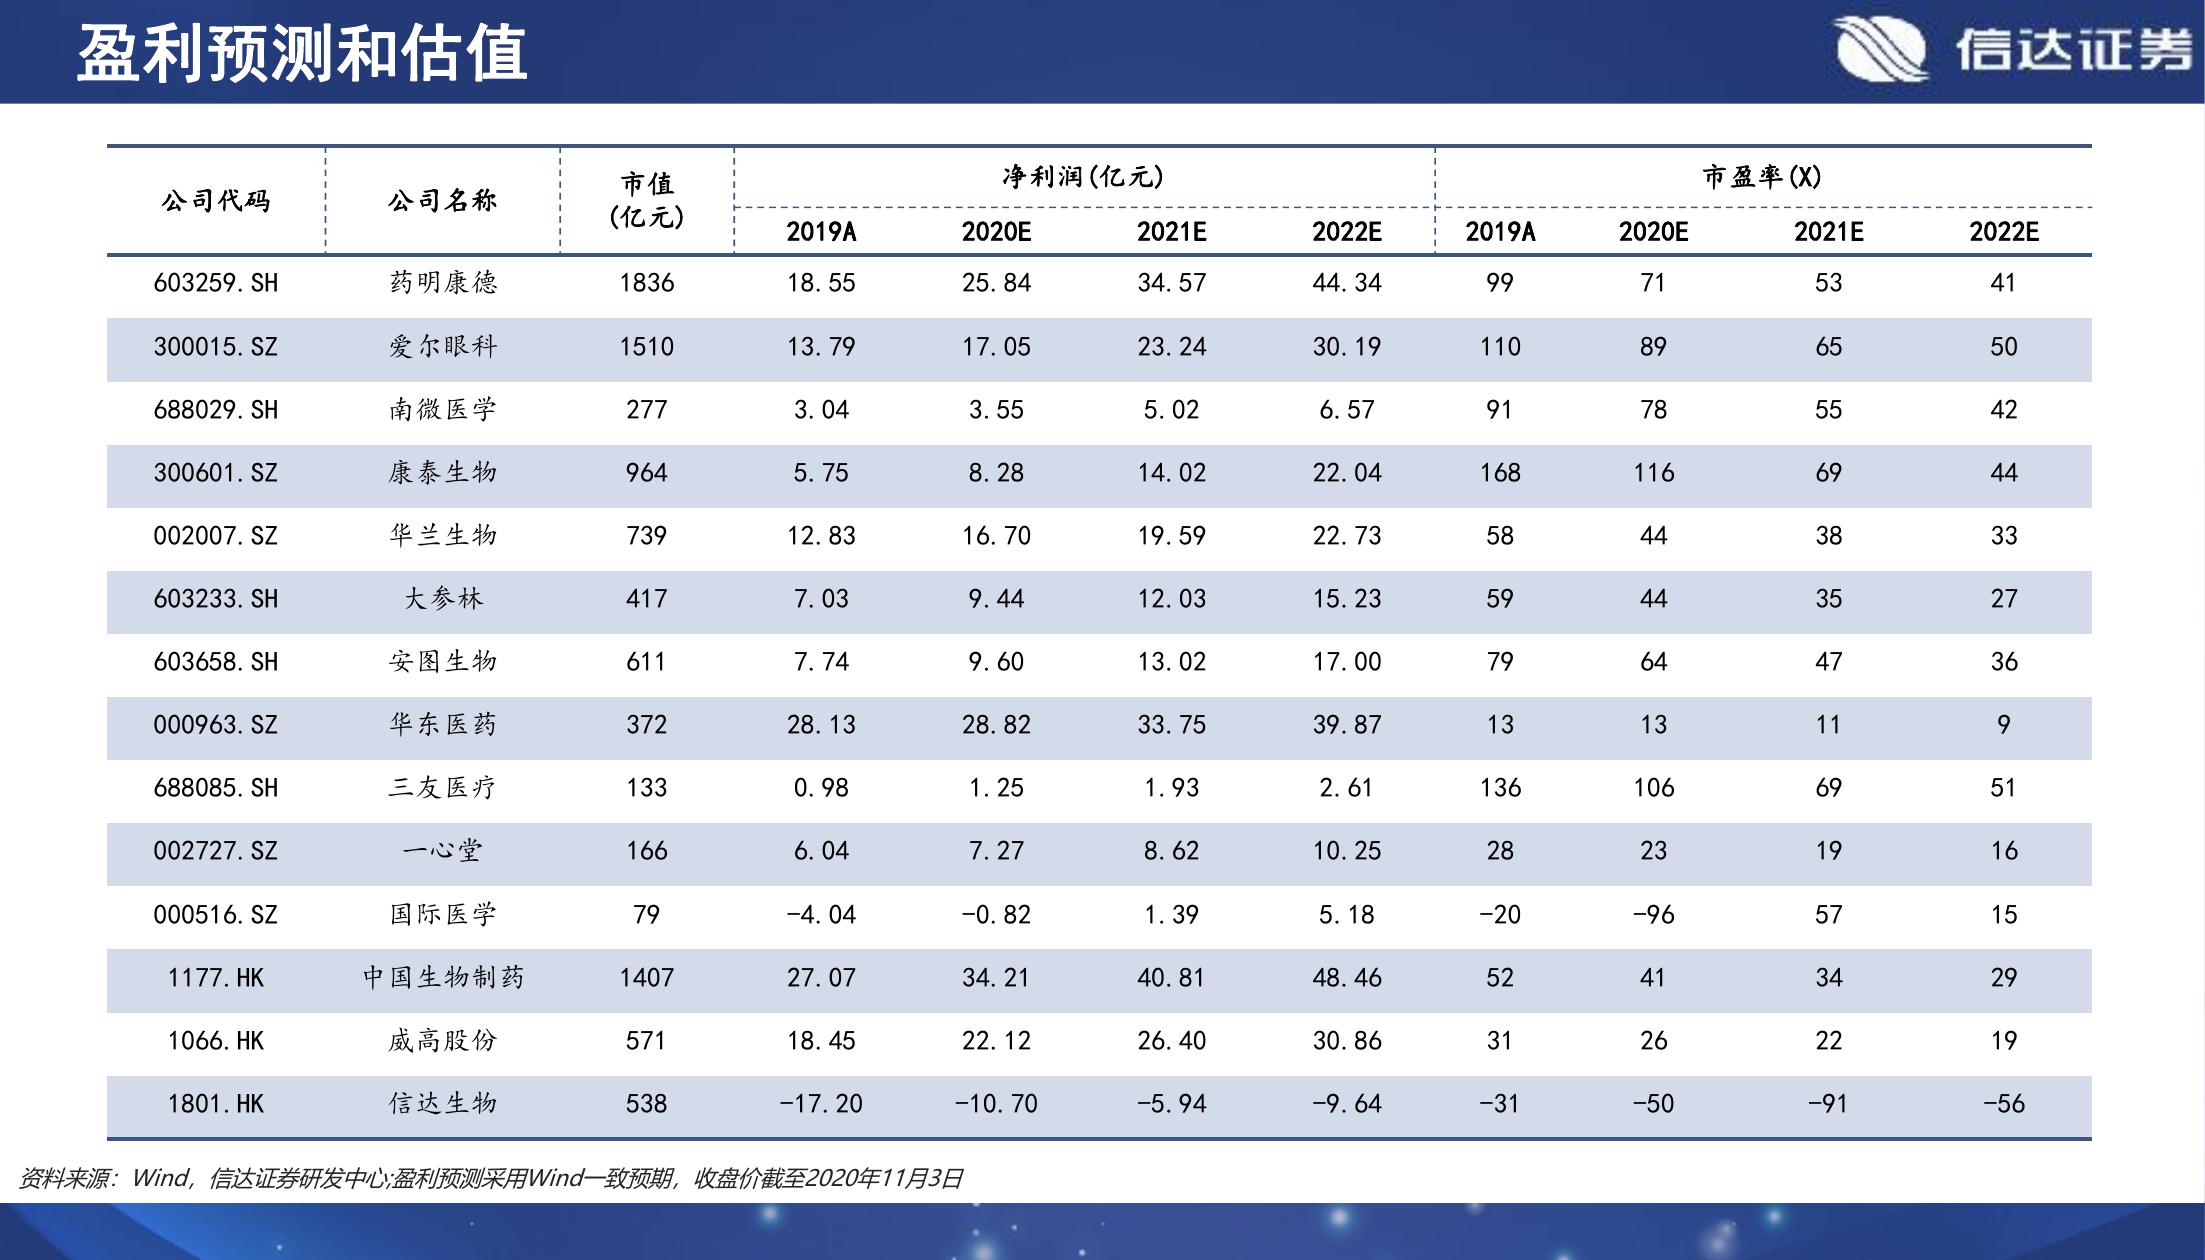 盈利预测和估值
信达证券
公司代码 公司名称 市值(亿元) 净利润(亿元) 市盈率(X)
2019A 2020E 2021E 2022E 2019A 2020E 2021E 2022E
603259.SH 药明康德 1836 18.55 25.84 34.57 44.34 99 71 53 41
300015.SZ 爱尔眼科 1510 13.79 17.05 23.24 30.19 110 89 65 50
688029.SH 南微医学 277 3.04 3.55 5.02 6.57 91 78 55 42
300601.SZ 康泰生物 964 5.75 8.28 14.02 22.04 168 116 69 44
002007.SZ 华兰生物 739 12.83 16.70 19.59 22.73 58 44 38 33
603233.SH 大参林 417 7.03 9.44 12.03 15.23 59 44 35 27
603658.SH 安图生物 611 7.74 9.60 13.02 17.00 79 64 47 36
000963.SZ 华东医药 372 28.13 28.82 33.75 39.87 13 13 11 9
688085.SH 三友医疗 133 0.98 1.25 1.93 2.61 136 106 69 51
002727.SZ 一心堂 166 6.04 7.27 8.62 10.25 28 23 19 16
000516.SZ 国际医学 79 -4.04 -0.82 1.39 5.18 -20 -96 57 15
1177.HK 中国生物制药 1407 27.07 34.21 40.81 48.46 52 41 34 29
1066.HK 威高股份 571 18.45 22.12 26.40 30.86 31 26 22 19
1801.HK 信达生物 538 -17.20 -10.70 -5.94 -9.64 -31 -50 -91 -56
资料来源：Wind，信达证券研发中心;盈利预测采用Wind一致预期，收盘价截至2020年11月3日